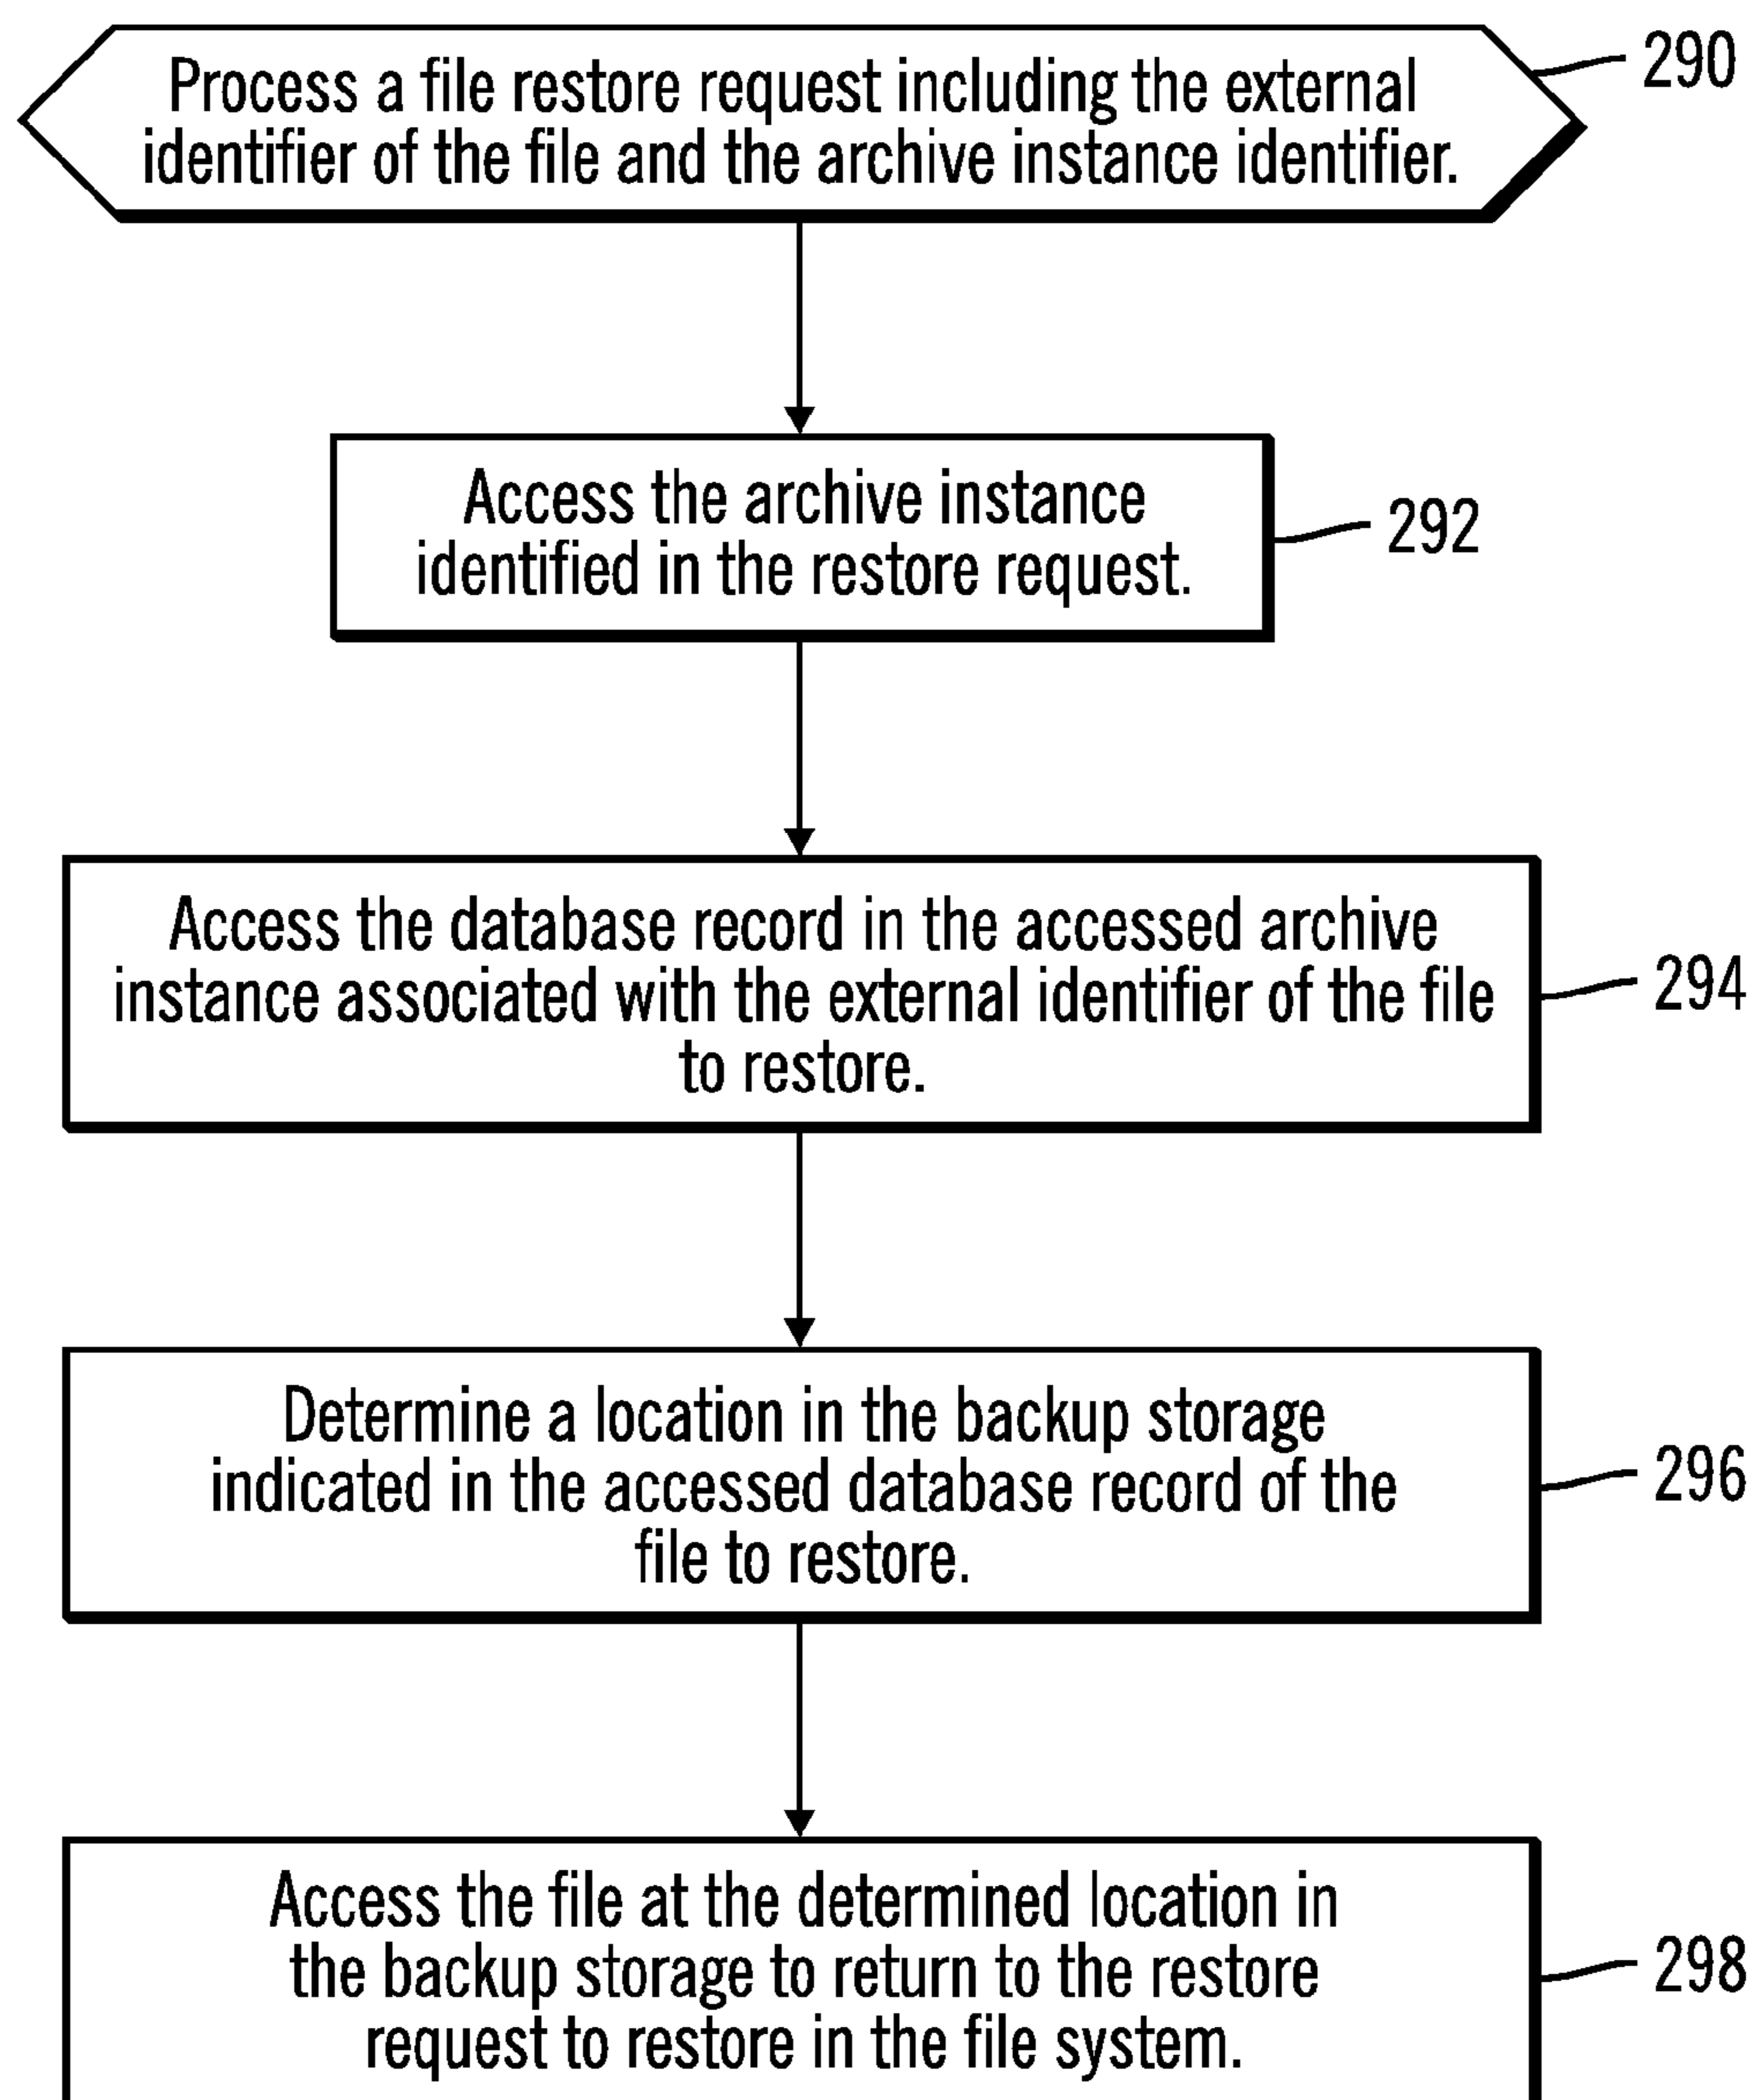 Process a file restore request including the external
290
identifier of the file and the archive instance identifier.
Access the archive instance
identified in the restore request.
292
Access the database record in the accessed archive
instance associated with the external identifier of the file
to restore.
294
Determine a location in the backup storage
indicated in the accessed database record of the
file to restore.
296
Access the file at the determined location in
the backup storage to return to the restore
request to restore in the file system.
298